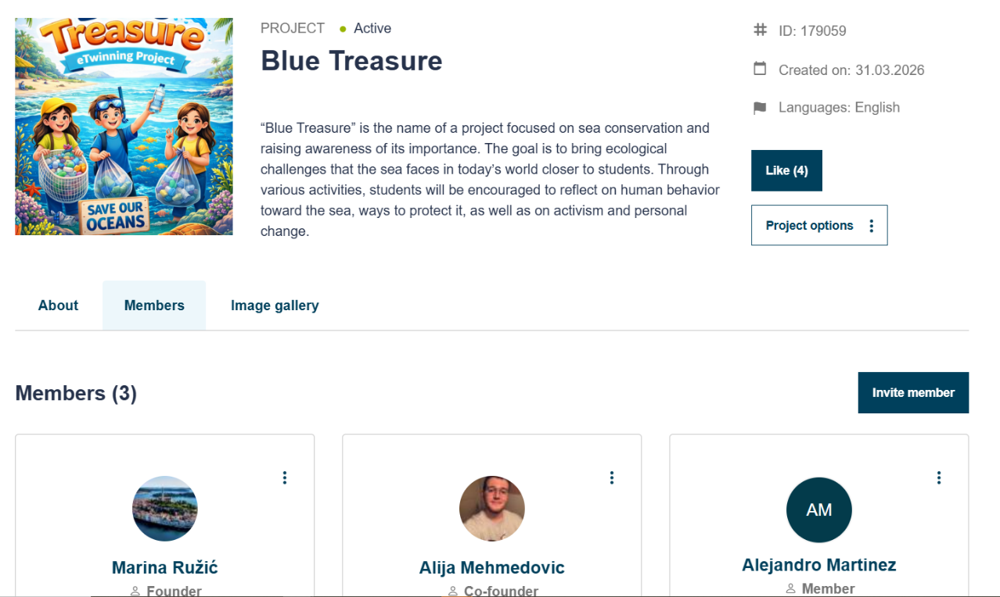 Treasure
eTwinning Project
SAVE OUR
OCEANS
PROJECT • Active
Blue Treasure
“Blue Treasure” is the name of a project focused on sea conservation and
raising awareness of its importance. The goal is to bring ecological
challenges that the sea faces in today’s world closer to students. Through
various activities, students will be encouraged to reflect on human behavior
toward the sea, ways to protect it, as well as on activism and personal
change.
ID: 179059
Created on: 31.03.2026
Languages: English
Like (4)
Project options
About
Members
Image gallery
Members (3)
Invite member
Marina Ružić
Founder
Alija Mehmedovic
Co-founder
AM
Alejandro Martinez
Member